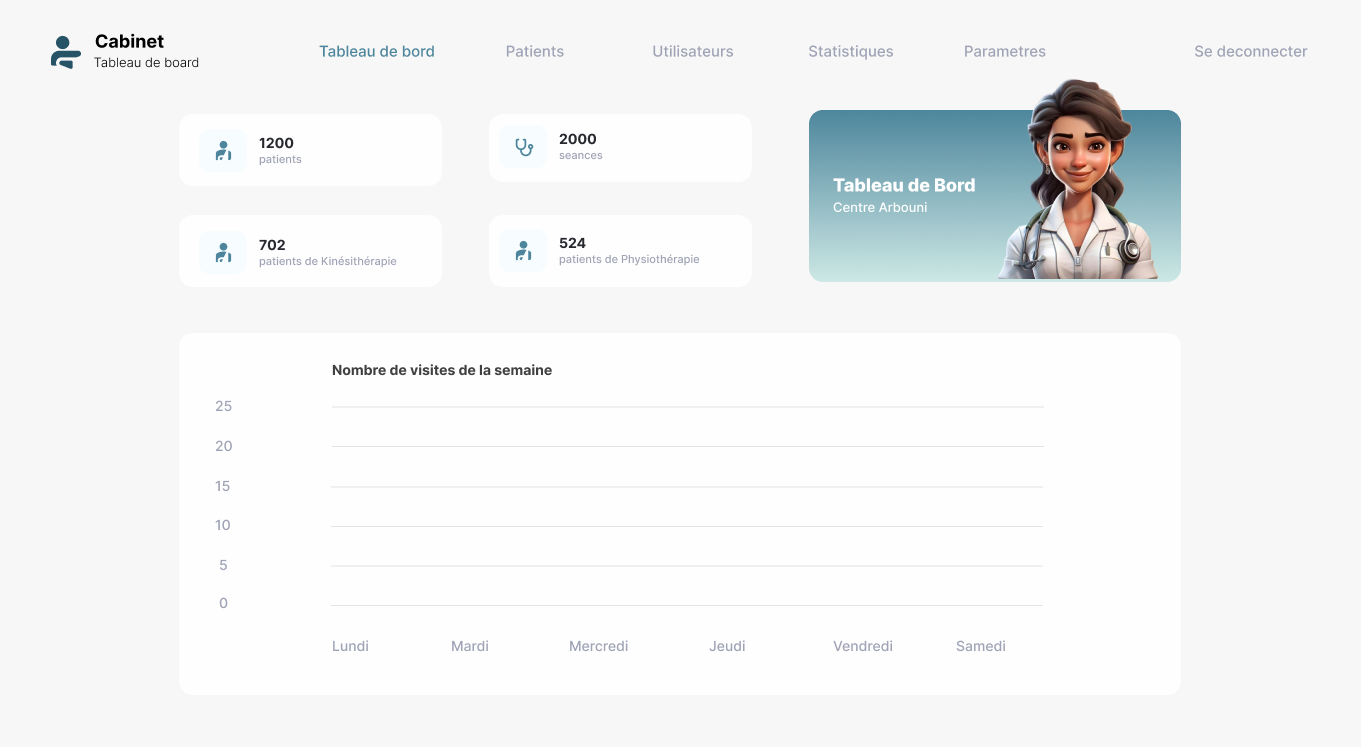 Cabinet
Tableau de board
Tableau de bord
Patients
Utilisateurs
Statistiques
Parametres
Se deconnecter
1200
patients
2000
seances
702
patients de Kinésithérapie
524
patients de Physiothérapie
Tableau de Bord
Centre Arbouni
Nombre de visites de la semaine
25
20
15
10
5
0
Lundi
Mardi
Mercredi
Jeudi
Vendredi
Samedi